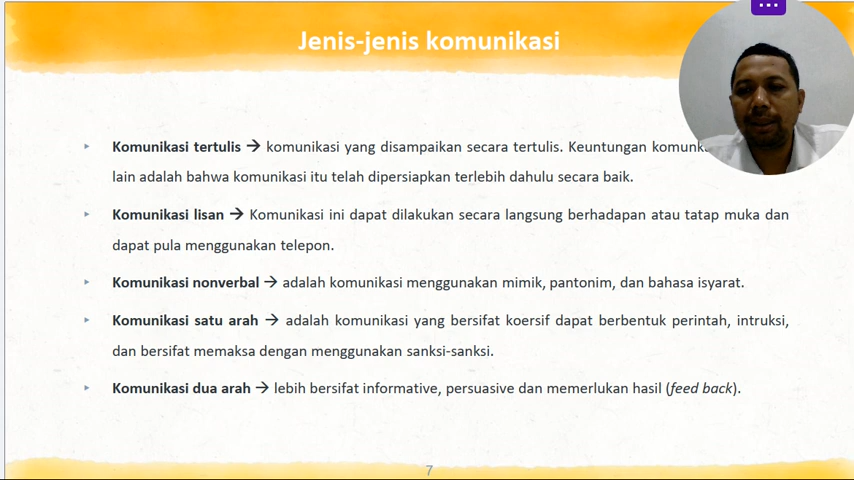 Jenis-jenis komunikasi
Komunikasi tertulis → komunikasi yang disampaikan secara tertulis. Keuntungan
lain adalah bahwa komunikasi itu telah dipersiapkan terlebih dahulu secara baik.
Komunikasi lisan → Komunikasi ini dapat dilakukan secara langsung berhadapan atau tatap muka dan
dapat pula menggunakan telepon.
Komunikasi nonverbal → adalah komunikasi menggunakan mimik, pantonim, dan bahasa isyarat.
Komunikasi satu arah → adalah komunikasi yang bersifat koersif dapat berbentuk perintah, intruksi,
dan bersifat memaksa dengan menggunakan sanksi-sanksi.
Komunikasi dua arah → lebih bersifat informative, persuasive dan memerlukan hasil (feed back).
7